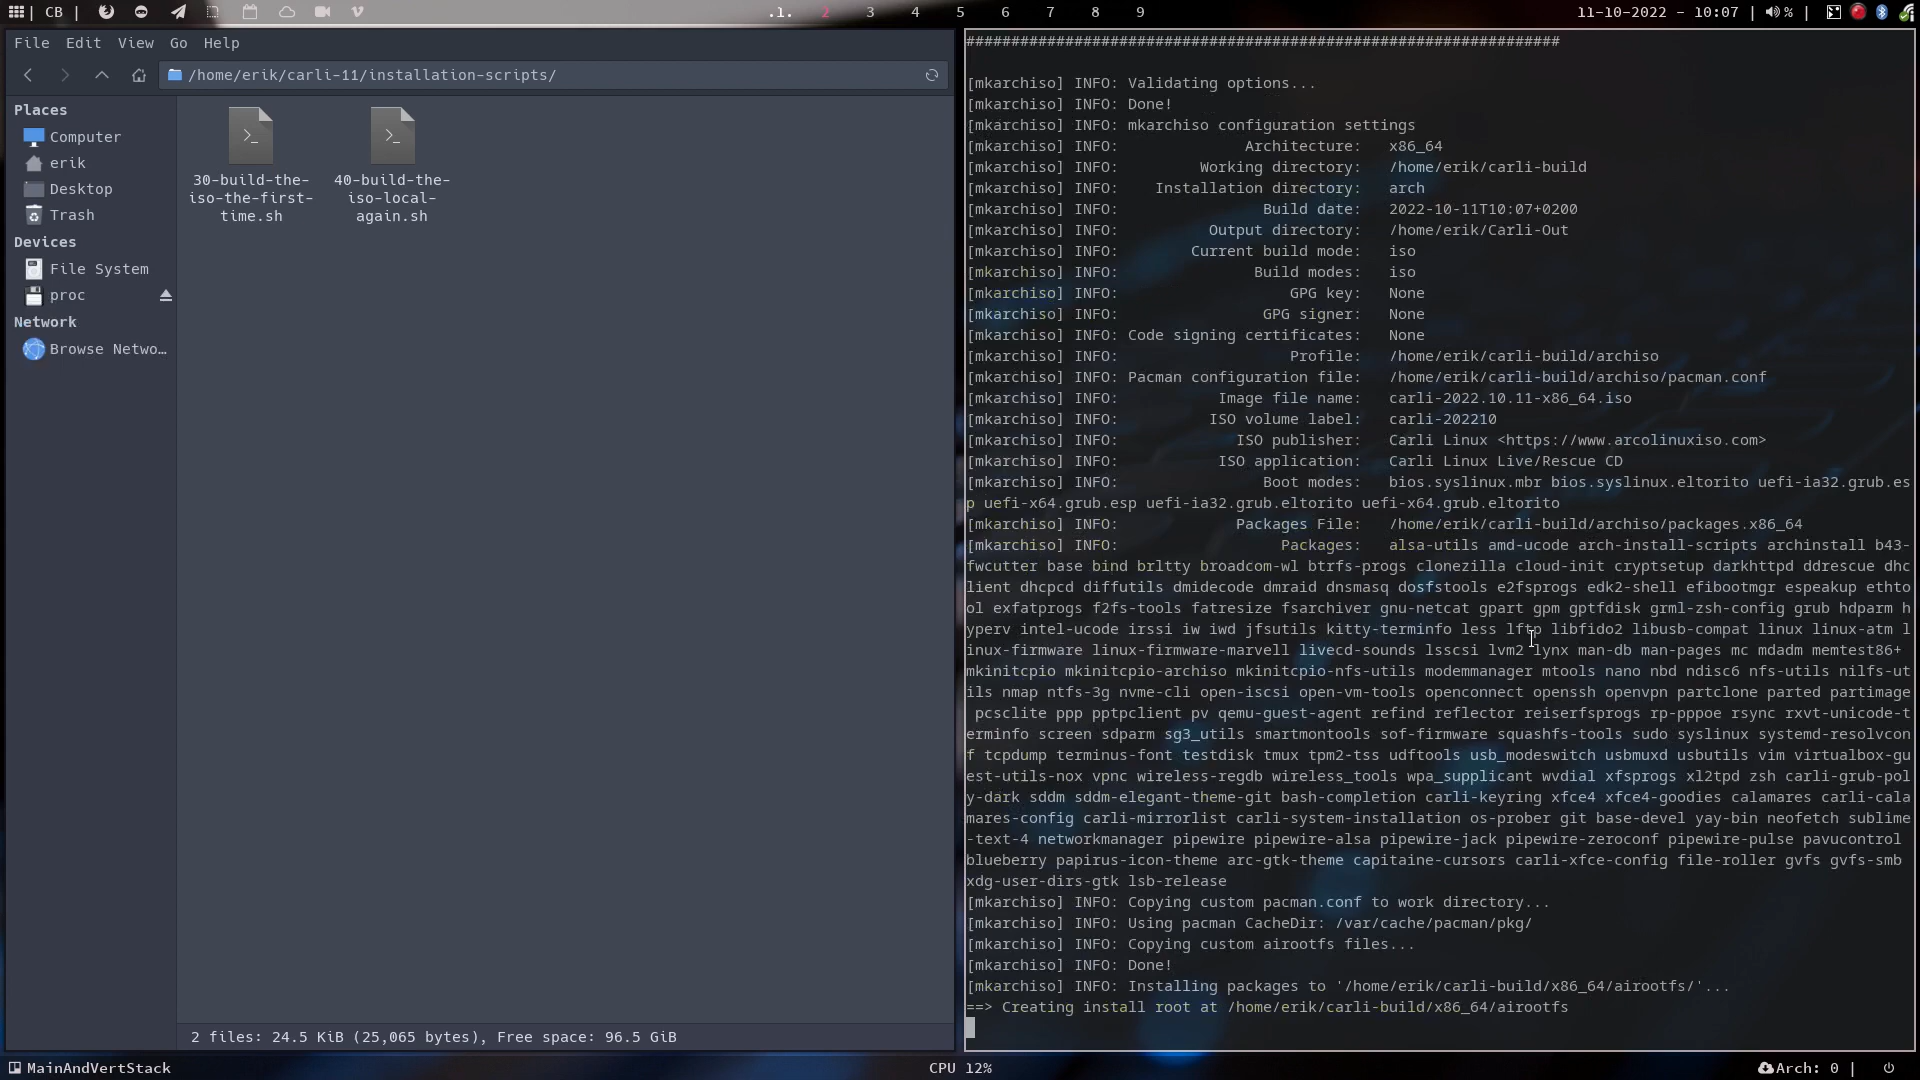 CB
.1. 2 3 4 5 6 7 8 9
11-10-2022 - 10:07 | % |
File Edit View Go Help
/home/erik/carli-11/installation-scripts/
Places
Computer
erik
Desktop
Trash
Devices
File System
proc
Network
Browse Netwo…
30-build-the-
iso-the-first-
time.sh
40-build-the-
iso-local-
again.sh
2 files: 24.5 KiB (25,065 bytes), Free space: 96.5 GiB
##################################################################
[mkarchiso] INFO: Validating options...
[mkarchiso] INFO: Done!
[mkarchiso] INFO: mkarchiso configuration settings
[mkarchiso] INFO: Architecture: x86_64
[mkarchiso] INFO: Working directory: /home/erik/carli-build
[mkarchiso] INFO: Installation directory: arch
[mkarchiso] INFO: Build date: 2022-10-11T10:07+0200
[mkarchiso] INFO: Output directory: /home/erik/Carli-Out
[mkarchiso] INFO: Current build mode: iso
[mkarchiso] INFO: Build modes: iso
[mkarchiso] INFO: GPG key: None
[mkarchiso] INFO: GPG signer: None
[mkarchiso] INFO: Code signing certificates: None
[mkarchiso] INFO: Profile: /home/erik/carli-build/archiso
[mkarchiso] INFO: Pacman configuration file: /home/erik/carli-build/archiso/pacman.conf
[mkarchiso] INFO: Image file name: carli-2022.10.11-x86_64.iso
[mkarchiso] INFO: ISO volume label: carli-202210
[mkarchiso] INFO: ISO publisher: Carli Linux <https://www.arcolinuxiso.com>
[mkarchiso] INFO: ISO application: Carli Linux Live/Rescue CD
[mkarchiso] INFO: Boot modes: bios.syslinux.mbr bios.syslinux.eltorito uefi-ia32.grub.es
p uefi-x64.grub.esp uefi-ia32.grub.eltorito uefi-x64.grub.eltorito
[mkarchiso] INFO: Packages File: /home/erik/carli-build/archiso/packages.x86_64
[mkarchiso] INFO: Packages: alsa-utils amd-ucode arch-install-scripts archinstall b43-
fwcutter base bind brltty broadcom-wl btrfs-progs clonezilla cloud-init cryptsetup darkhttpd ddrescue dhc
lient dhcpcd diffutils dmidecode dmraid dnsmasq dosfstools e2fsprogs edk2-shell efibootmgr espeakup ethto
ol exfatprogs f2fs-tools fatresize fsarchiver gnu-netcat gpart gpm gptfdisk grml-zsh-config grub hdparm h
yperv intel-ucode irssi iw iwd jfsutils kitty-terminfo less lftp libfido2 libusb-compat linux linux-atm l
inux-firmware linux-firmware-marvell livecd-sounds lsscsi lvm2 lynx man-db man-pages mc mdadm memtest86+
mkinitcpio mkinitcpio-archiso mkinitcpio-nfs-utils modemmanager mtools nano nbd ndisc6 nfs-utils nilfs-ut
ils nmap ntfs-3g nvme-cli open-iscsi open-vm-tools openconnect openssh openvpn partclone parted partimage
pcsclite ppp pptpclient pv qemu-guest-agent refind reflector reiserfsprogs rp-pppoe rsync rxvt-unicode-t
erminfo screen sdparm sg3_utils smartmontools sof-firmware squashfs-tools sudo syslinux systemd-resolvcon
f tcpdump terminus-font testdisk tmux tpm2-tss udftools usb_modeswitch usbmuxd usbutils vim virtualbox-gu
est-utils-nox vpnc wireless-regdb wireless_tools wpa_supplicant wvdial xfsprogs xl2tpd zsh carli-grub-pol
y-dark sddm sddm-elegant-theme-git bash-completion carli-keyring xfce4 xfce4-goodies calamares carli-cala
mares-config carli-mirrorlist carli-system-installation os-prober git base-devel yay-bin neofetch sublime
-text-4 networkmanager pipewire pipewire-alsa pipewire-jack pipewire-zeroconf pipewire-pulse pavucontrol
blueberry papirus-icon-theme arc-gtk-theme capitaine-cursors carli-xfce-config file-roller gvfs gvfs-smb
xdg-user-dirs-gtk lsb-release
[mkarchiso] INFO: Copying custom pacman.conf to work directory...
[mkarchiso] INFO: Using pacman CacheDir: /var/cache/pacman/pkg/
[mkarchiso] INFO: Copying custom airootfs files...
[mkarchiso] INFO: Done!
[mkarchiso] INFO: Installing packages to '/home/erik/carli-build/x86_64/airootfs/'...
==> Creating install root at /home/erik/carli-build/x86_64/airootfs
MainAndVertStack
CPU 12%
Arch: 0 |